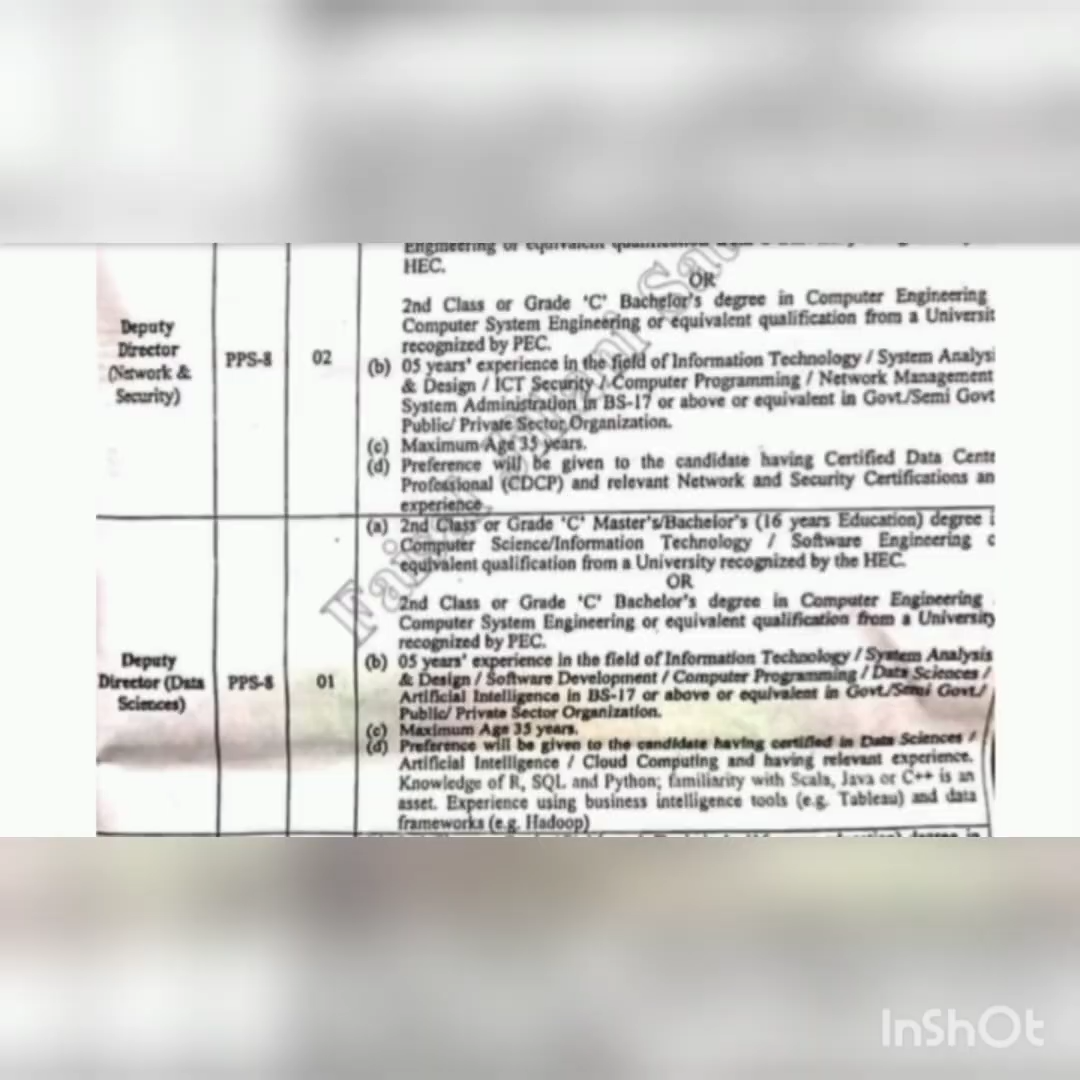 Engineering or equivalent
HEC.
OR
2nd Class or Grade 'C' Bachelor's degree in Computer Engineering
Computer System Engineering or equivalent qualification from a Universit
recognized by PEC.
Deputy
Director
(Network &
Security)
PPS-8
02
(b) 05 years' experience in the field of Information Technology / System Analysi
& Design / ICT Security / Computer Programming / Network Management
System Administration in BS-17 or above or equivalent in Govt./Semi Govt
Public/ Private Sector Organization.
(c) Maximum Age 35 years.
(d) Preference will be given to the candidate having Certified Data Cente
Professional (CDCP) and relevant Network and Security Certifications an
experience.
(a) 2nd Class or Grade 'C' Master's/Bachelor's (16 years Education) degree i
Computer Science/Information Technology / Software Engineering o
equivalent qualification from a University recognized by the HEC.
OR
2nd Class or Grade 'C' Bachelor's degree in Computer Engineering
Computer System Engineering or equivalent qualification from a University
recognized by PEC.
Deputy
Director (Data
Sciences)
PPS-8
01
(b) 05 years' experience in the field of Information Technology / System Analysis
& Design / Software Development / Computer Programming / Data Sciences /
Artificial Intelligence in BS-17 or above or equivalent in Govt./Semi Govt./
Public/ Private Sector Organization.
(c) Maximum Age 35 years.
(d) Preference will be given to the candidate having certified in Data Sciences /
Artificial Intelligence / Cloud Computing and having relevant experience.
Knowledge of R, SQL and Python; familiarity with Scala, Java or C++ is an
asset. Experience using business intelligence tools (e.g. Tableau) and data
frameworks (e.g. Hadoop)
InShOt